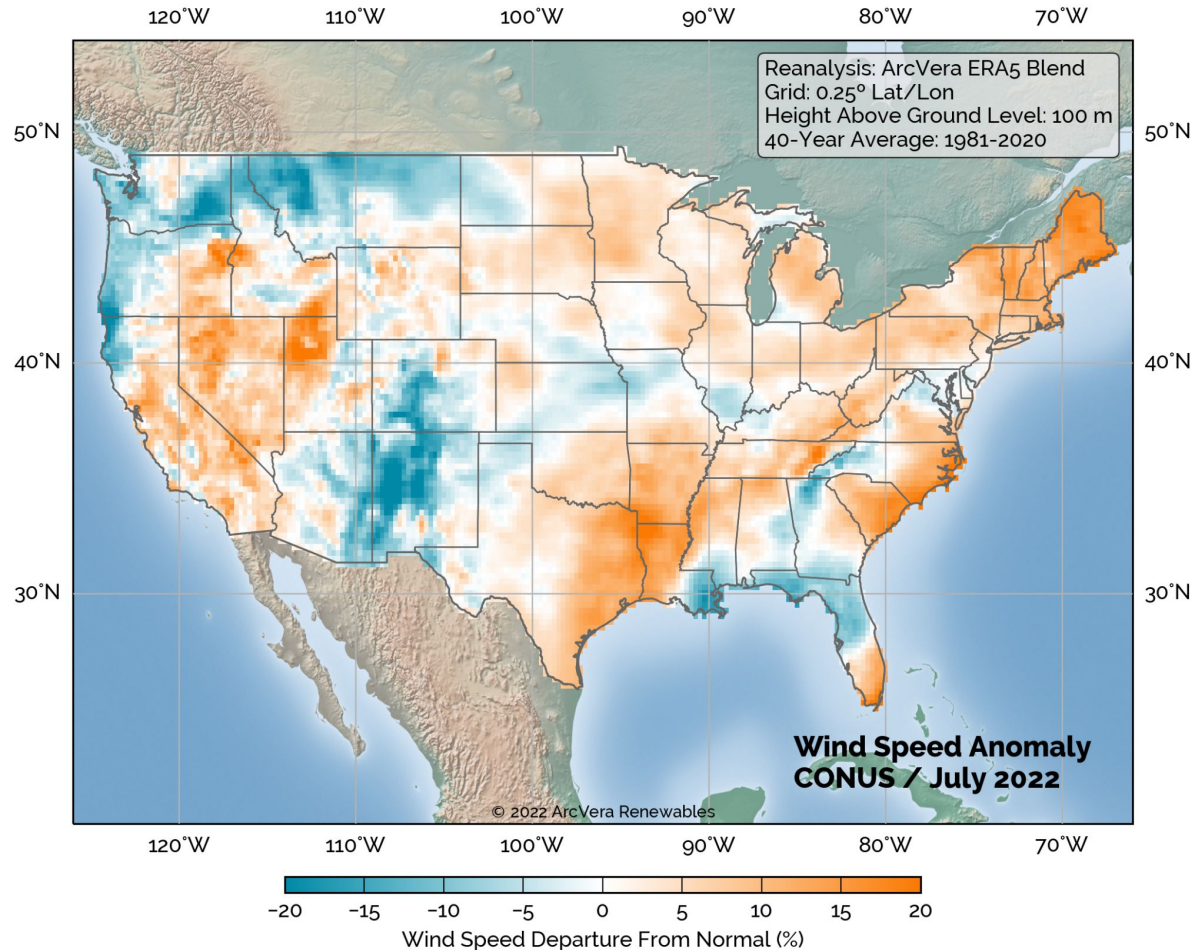 120°W 110°W 100°W 90°W 80°W 70°W
Reanalysis: ArcVera ERA5 Blend
Grid: 0.25º Lat/Lon
Height Above Ground Level: 100 m
40-Year Average: 1981-2020
50°N 50°N
40°N 40°N
30°N 30°N
Wind Speed Anomaly
CONUS / July 2022
© 2022 ArcVera Renewables
120°W 110°W 100°W 90°W 80°W 70°W
−20 −15 −10 −5 0 5 10 15 20
Wind Speed Departure From Normal (%)